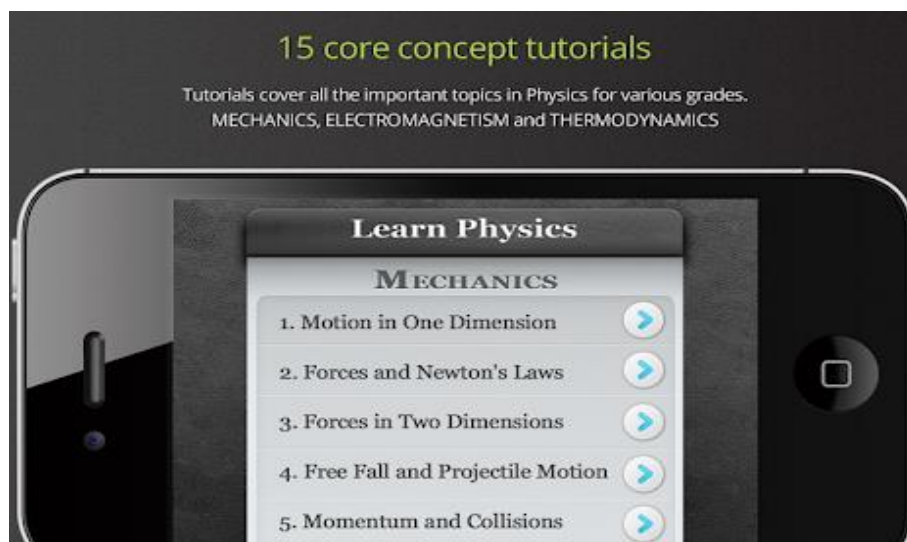 15 core concept tutorials
Tutorials cover all the important topics in Physics for various grades.
MECHANICS, ELECTROMAGNETISM and THERMODYNAMICS
Learn Physics
MECHANICS
1. Motion in One Dimension
2. Forces and Newton's Laws
3. Forces in Two Dimensions
4. Free Fall and Projectile Motion
5. Momentum and Collisions